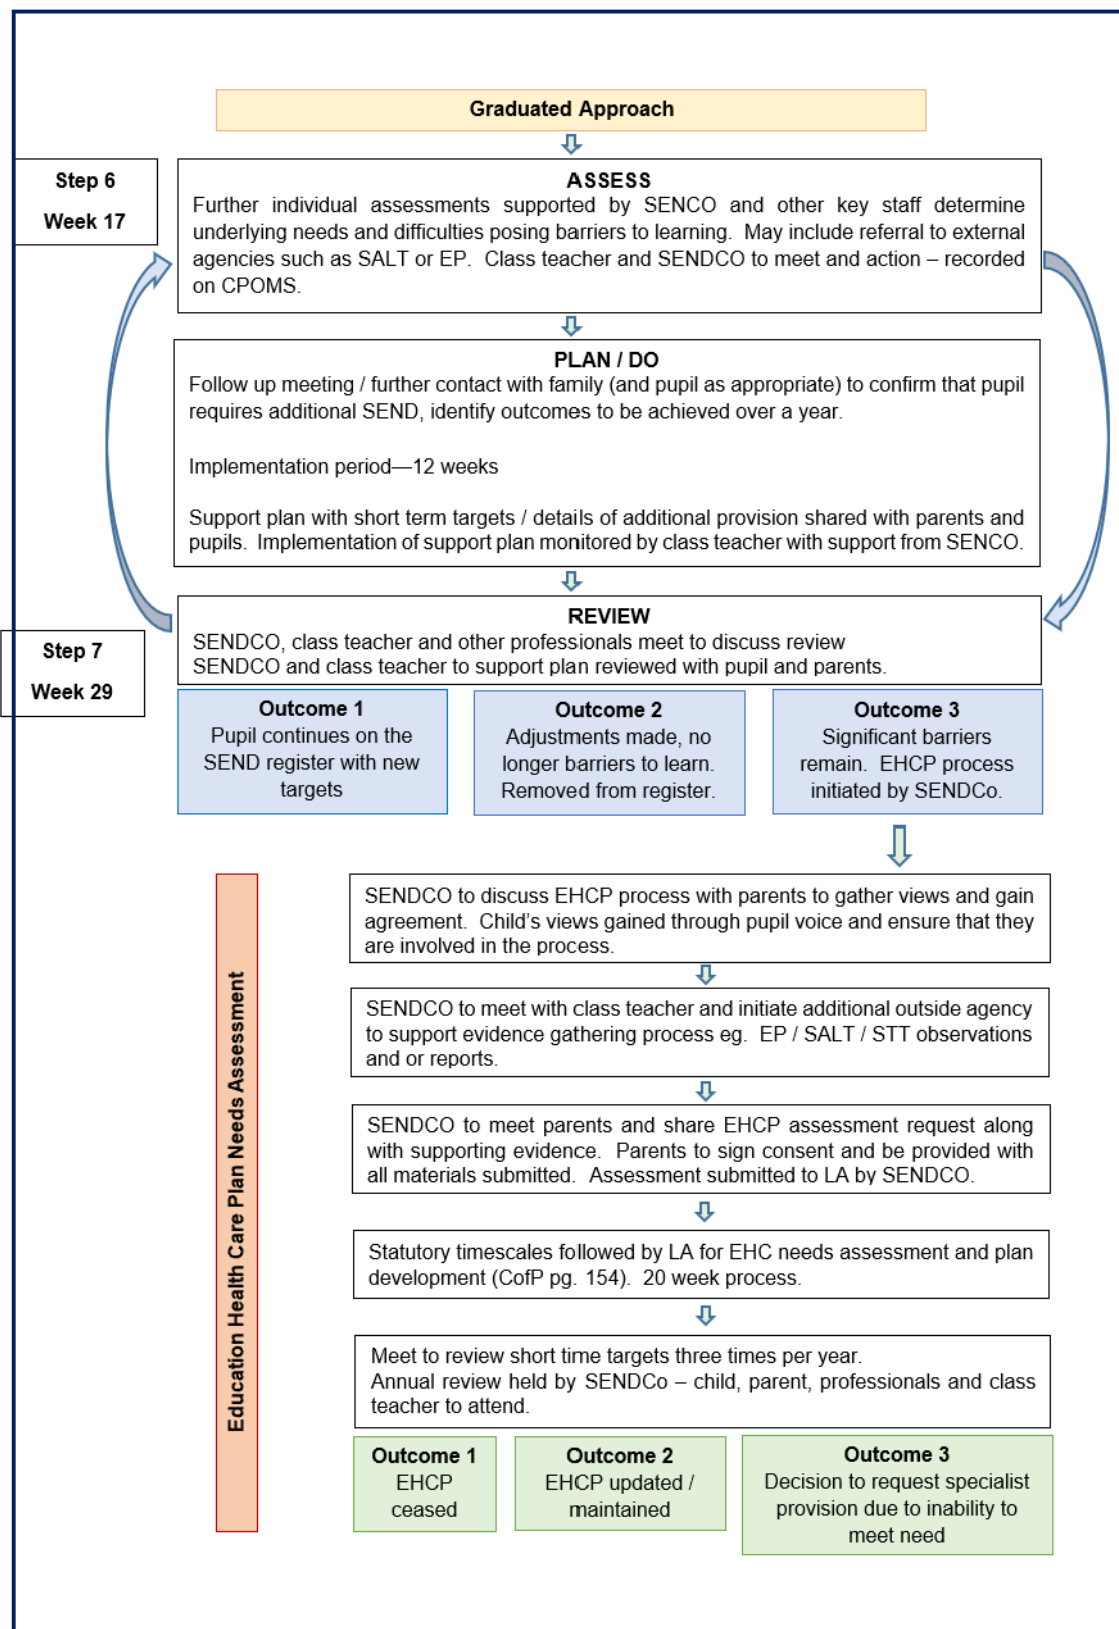 Graduated Approach
Step 6
Week 17
ASSESS
Further individual assessments supported by SENCO and other key staff determine
underlying needs and difficulties posing barriers to learning. May include referral to external
agencies such as SALT or EP. Class teacher and SENDCO to meet and action – recorded
on CPOMS.
PLAN / DO
Follow up meeting / further contact with family (and pupil as appropriate) to confirm that pupil
requires additional SEND, identify outcomes to be achieved over a year.
Implementation period—12 weeks
Support plan with short term targets / details of additional provision shared with parents and
pupils. Implementation of support plan monitored by class teacher with support from SENCO.
Step 7
Week 29
REVIEW
SENDCO, class teacher and other professionals meet to discuss review
SENDCO and class teacher to support plan reviewed with pupil and parents.
Outcome 1
Pupil continues on the
SEND register with new
targets
Outcome 2
Adjustments made, no
longer barriers to learn.
Removed from register.
Outcome 3
Significant barriers
remain. EHCP process
initiated by SENDCo.
Education Health Care Plan Needs Assessment
SENDCO to discuss EHCP process with parents to gather views and gain
agreement. Child's views gained through pupil voice and ensure that they
are involved in the process.
SENDCO to meet with class teacher and initiate additional outside agency
to support evidence gathering process eg. EP / SALT / STT observations
and or reports.
SENDCO to meet parents and share EHCP assessment request along
with supporting evidence. Parents to sign consent and be provided with
all materials submitted. Assessment submitted to LA by SENDCO.
Statutory timescales followed by LA for EHC needs assessment and plan
development (CofP pg. 154). 20 week process.
Meet to review short time targets three times per year.
Annual review held by SENDCo – child, parent, professionals and class
teacher to attend.
Outcome 1
EHCP
ceased
Outcome 2
EHCP updated /
maintained
Outcome 3
Decision to request specialist
provision due to inability to
meet need